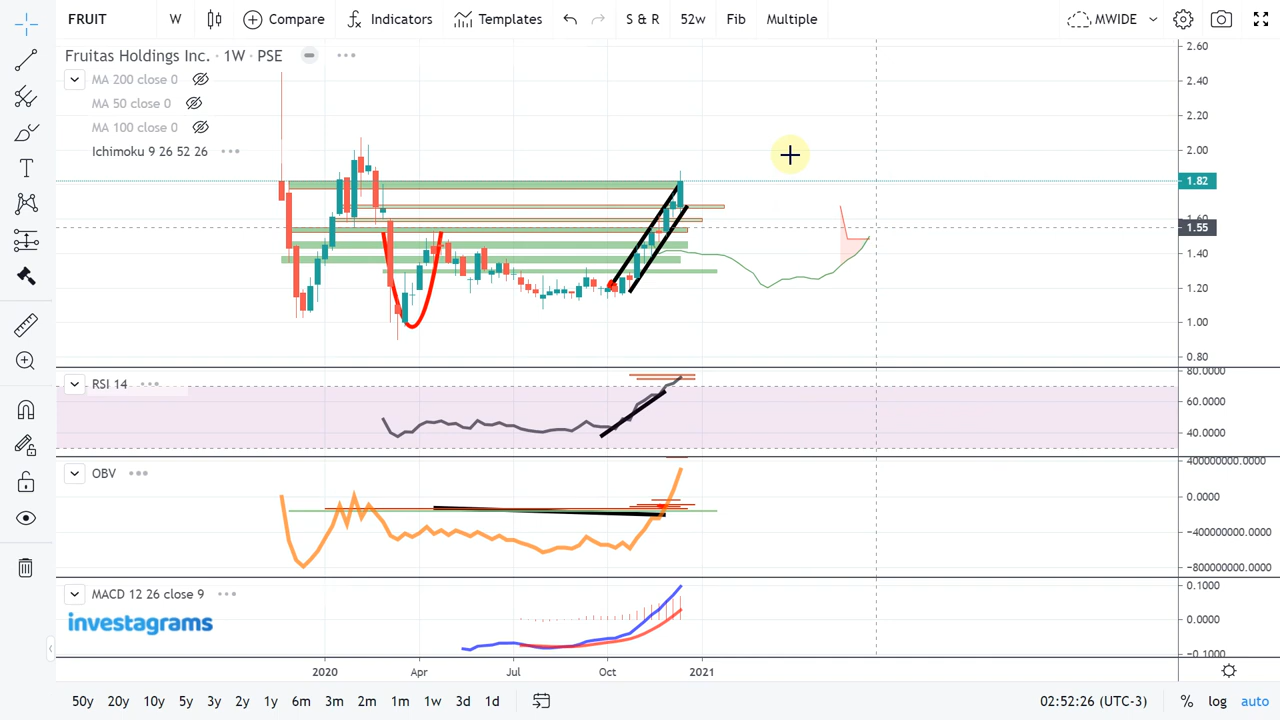 FRUIT W Compare Indicators Templates S & R 52w Fib Multiple MWIDE
Fruitas Holdings Inc. · 1W · PSE
MA 200 close 0
MA 50 close 0
MA 100 close 0
Ichimoku 9 26 52 26
2.60
2.40
2.20
2.00
1.82
1.60
1.55
1.40
1.20
1.00
0.80
RSI 14
80.0000
60.0000
40.0000
OBV
400000000.0000
0.0000
-400000000.0000
-800000000.0000
MACD 12 26 close 9
0.1000
0.0000
-0.1000
investagrams
2020 Apr Jul Oct 2021
50y 20y 10y 5y 3y 2y 1y 6m 3m 2m 1m 1w 3d 1d 02:52:26 (UTC-3) % log auto